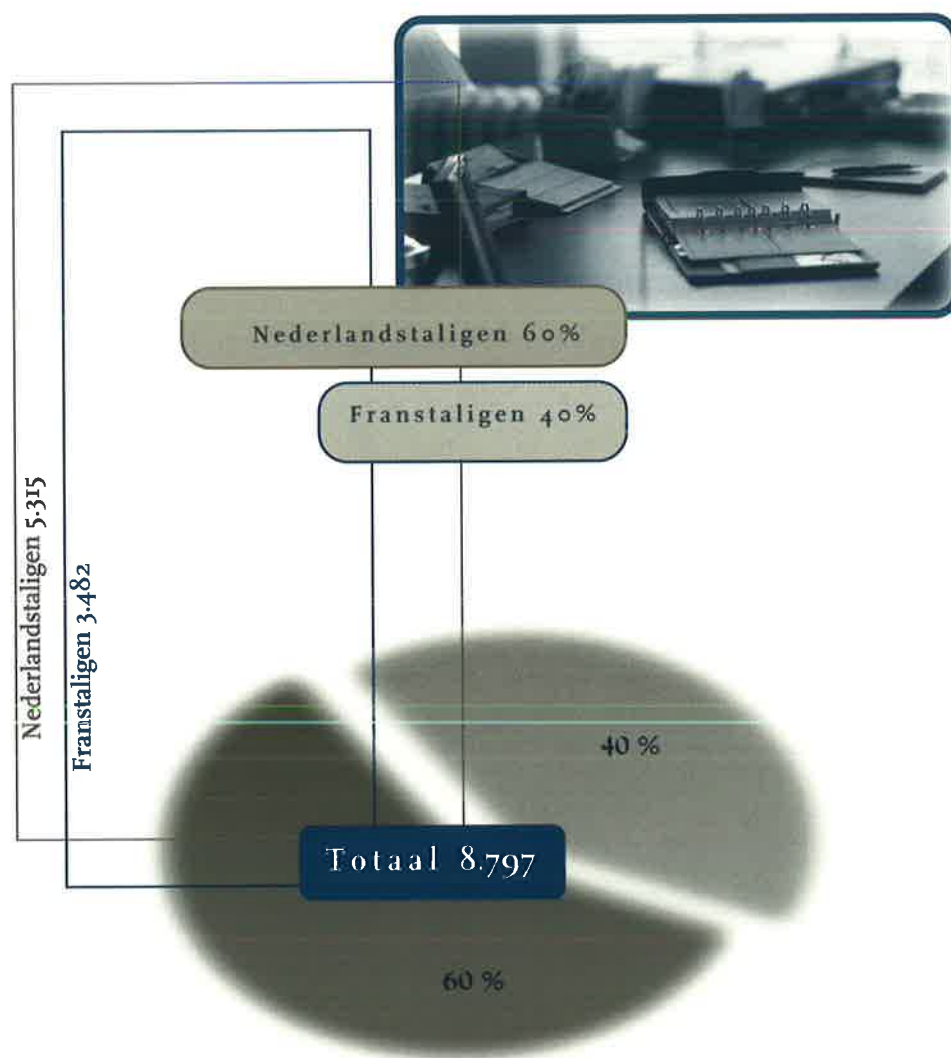 Nederlandstaligen 60%
Franstaligen 40%
Nederlandstaligen 5.315
Franstaligen 3.482
40 %
Totaal 8.797
60 %